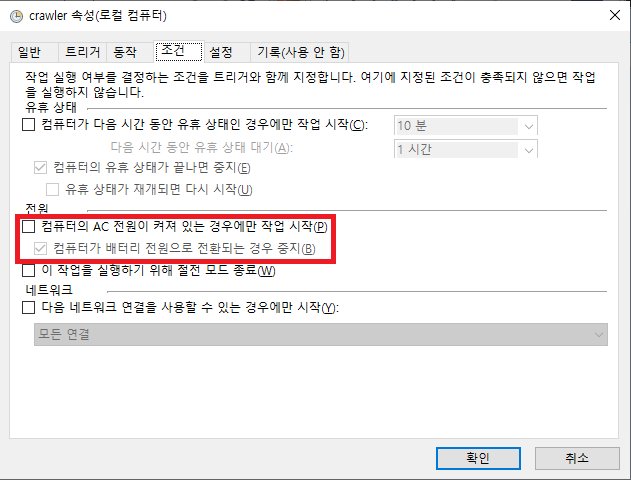 crawler 속성(로컬 컴퓨터)
일반 트리거 동작 조건 설정 기록(사용 안 함)
작업 실행 여부를 결정하는 조건을 트리거와 함께 지정합니다. 여기에 지정된 조건이 충족되지 않으면 작업
을 실행하지 않습니다.
유휴 상태
컴퓨터가 다음 시간 동안 유휴 상태인 경우에만 작업 시작(C): 10 분
다음 시간 동안 유휴 상태 대기(A): 1 시간
컴퓨터의 유휴 상태가 끝나면 중지(E)
유휴 상태가 재개되면 다시 시작(U)
전원
컴퓨터의 AC 전원이 켜져 있는 경우에만 작업 시작(P)
컴퓨터가 배터리 전원으로 전환되는 경우 중지(B)
이 작업을 실행하기 위해 절전 모드 종료(W)
네트워크
다음 네트워크 연결을 사용할 수 있는 경우에만 시작(Y):
모든 연결
확인 취소